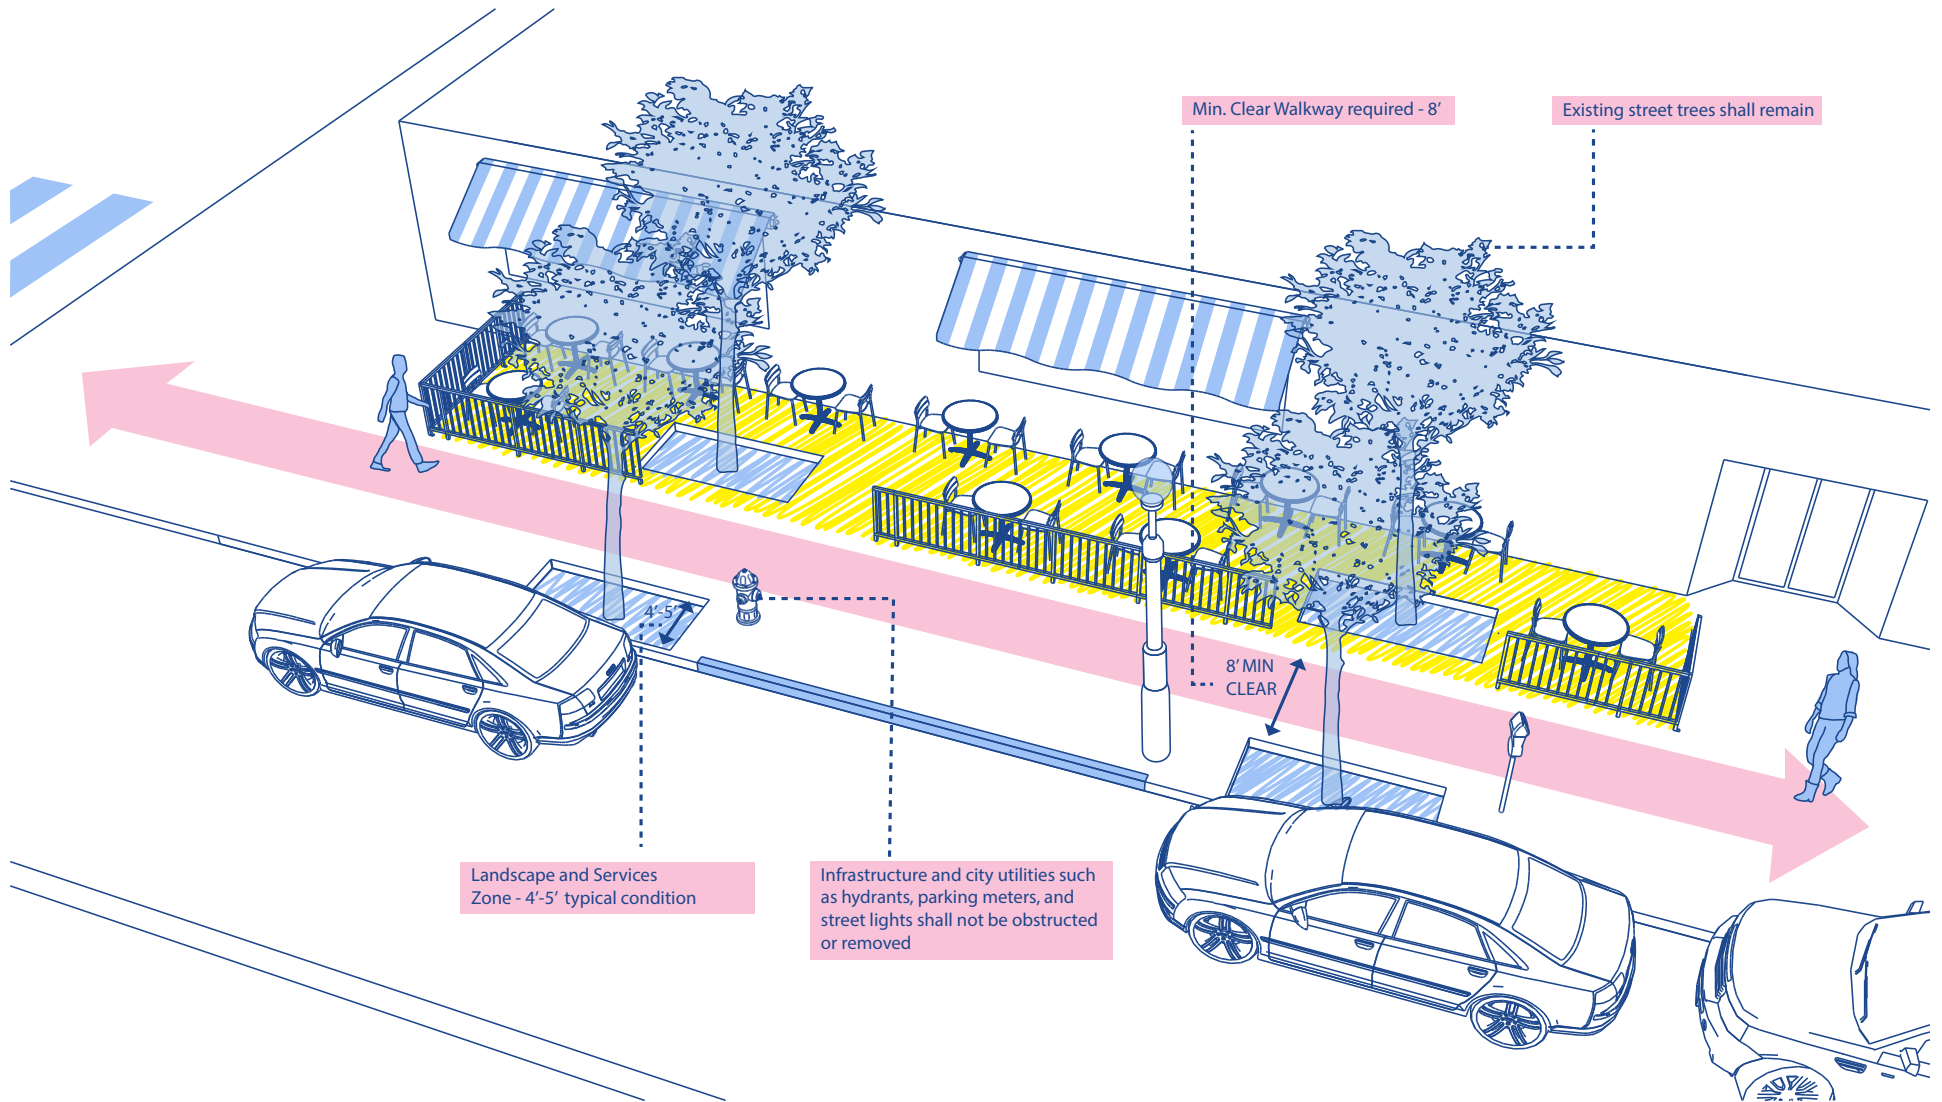 Min. Clear Walkway required - 8’
Existing street trees shall remain
4’-5’
8’ MIN
CLEAR
Landscape and Services
Zone - 4’-5’ typical condition
Infrastructure and city utilities such
as hydrants, parking meters, and
street lights shall not be obstructed
or removed